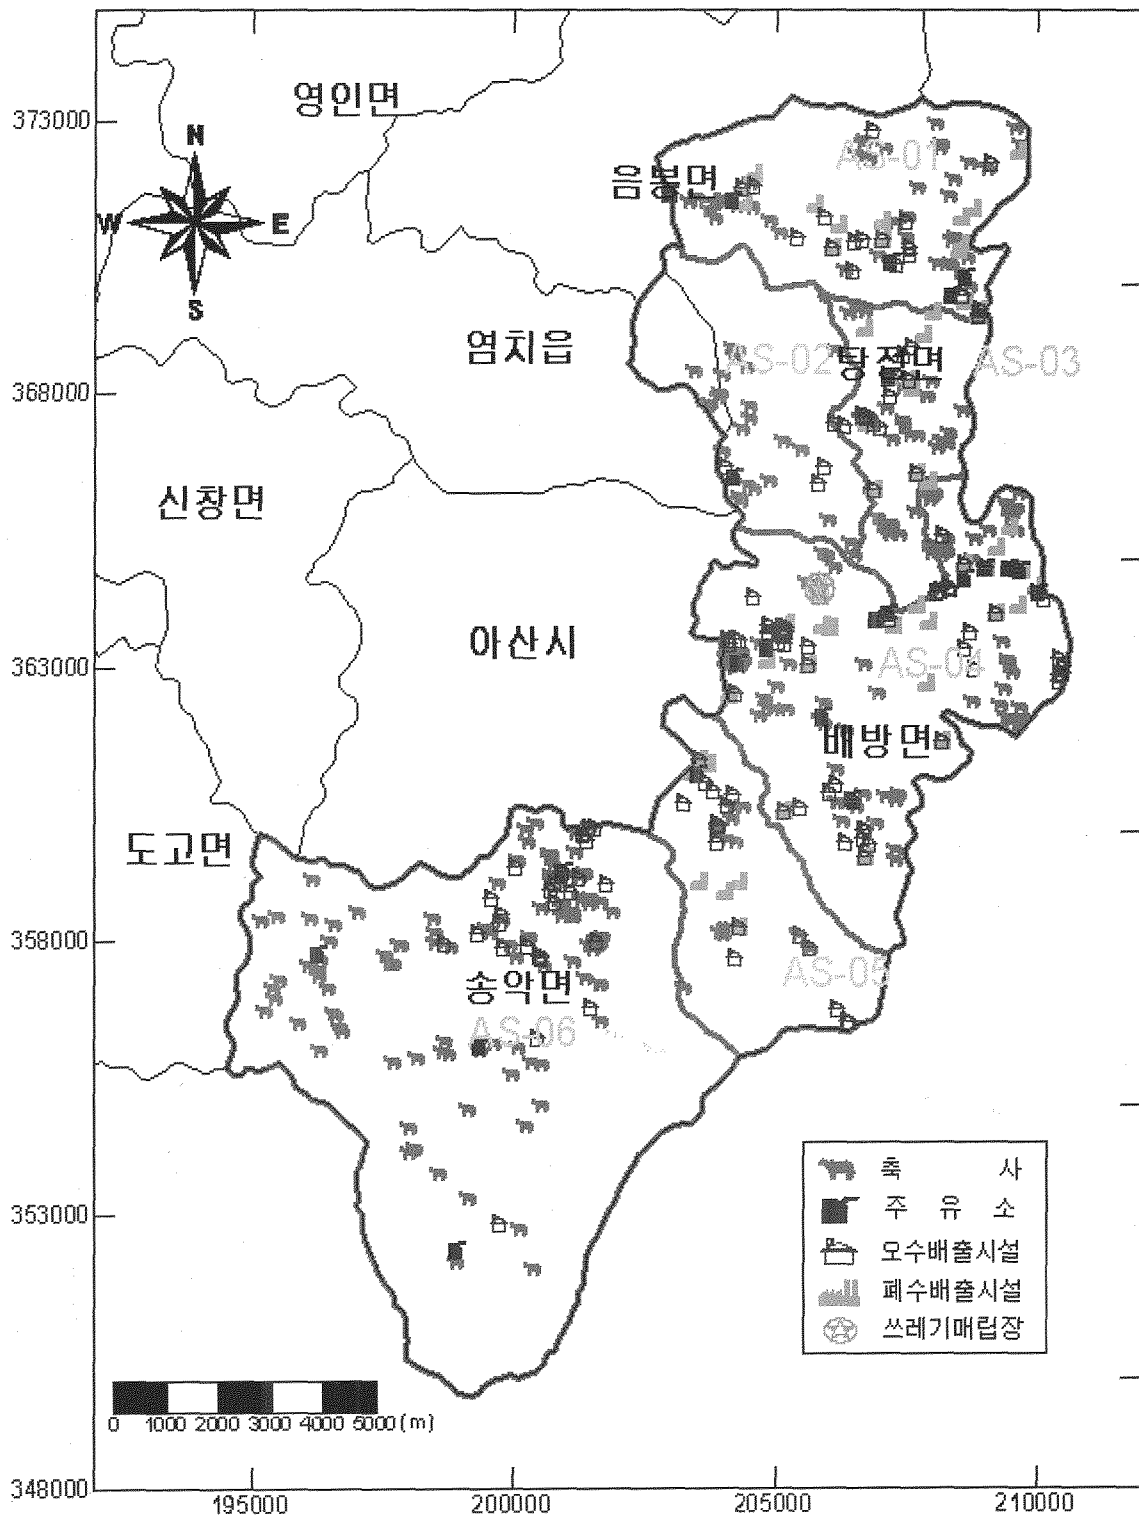 영인면
373000
N
AS-01
음봉면
W
E
S
염치읍
AS-02
탕정면
AS-03
368000
신창면
아산시
363000
AS-04
배방면
도고면
358000
AS-05
송악면
AS-06
축 사
353000
주 유 소
오수배출시설
폐수배출시설
쓰레기매립장
0 1000 2000 3000 4000 5000(m)
348000
195000
200000
205000
210000